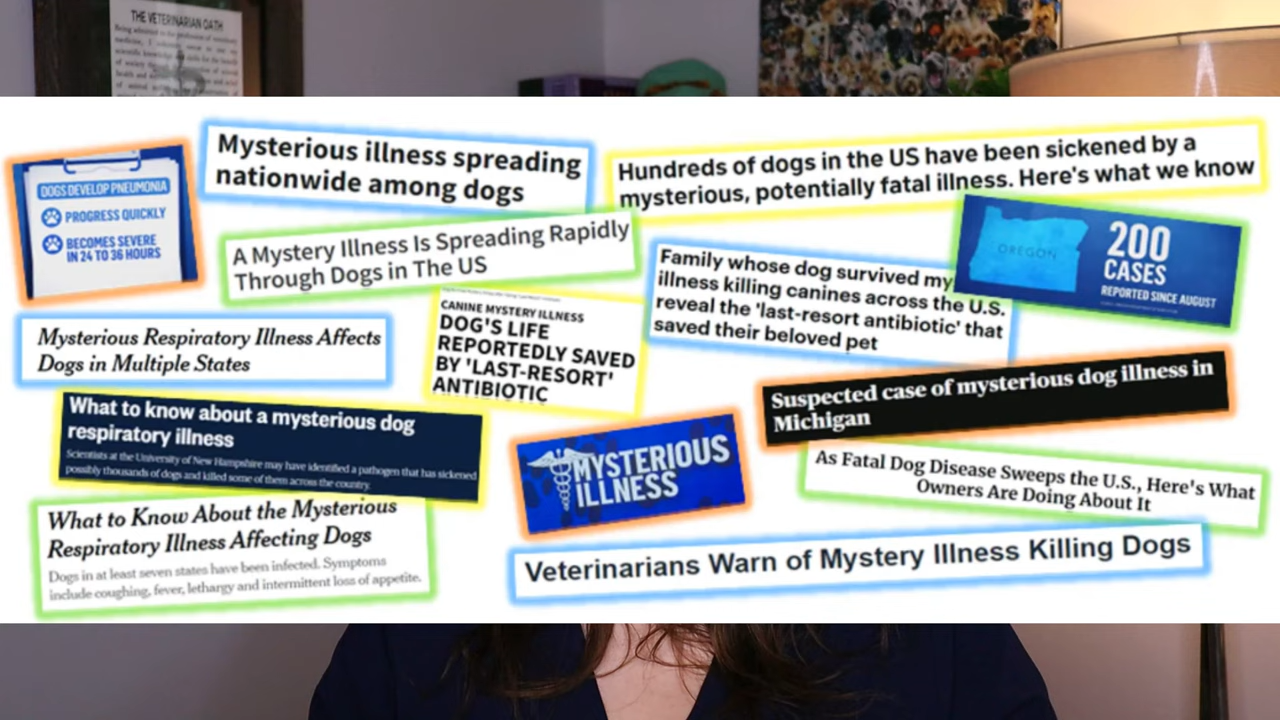 THE VETERINARIAN OATH
DOGS DEVELOP PNEUMONIA
PROGRESS QUICKLY
BECOMES SEVERE
IN 24 TO 36 HOURS
Mysterious illness spreading
nationwide among dogs
Hundreds of dogs in the US have been sickened by a
mysterious, potentially fatal illness. Here's what we know
A Mystery Illness Is Spreading Rapidly
Through Dogs in The US
Family whose dog survived my
illness killing canines across the U.S.
reveal the 'last-resort antibiotic' that
saved their beloved pet
OREGON
200
CASES
REPORTED SINCE AUGUST
Mysterious Respiratory Illness Affects
Dogs in Multiple States
CANINE MYSTERY ILLNESS
DOG'S LIFE
REPORTEDLY SAVED
BY 'LAST-RESORT'
ANTIBIOTIC
Suspected case of mysterious dog illness in
Michigan
What to know about a mysterious dog
respiratory illness
Scientists at the University of New Hampshire may have identified a pathogen that has sickened
possibly thousands of dogs and killed some of them across the country.
MYSTERIOUS
ILLNESS
As Fatal Dog Disease Sweeps the U.S., Here's What
Owners Are Doing About It
What to Know About the Mysterious
Respiratory Illness Affecting Dogs
Dogs in at least seven states have been infected. Symptoms
include coughing, fever, lethargy and intermittent loss of appetite.
Veterinarians Warn of Mystery Illness Killing Dogs